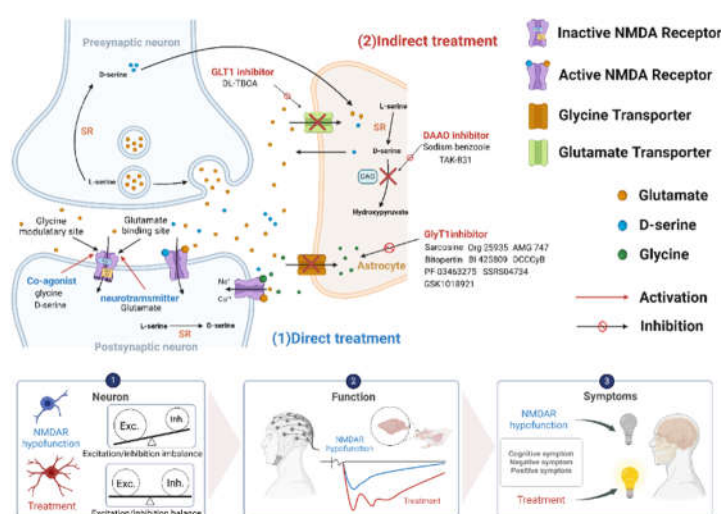 Presynaptic neuron
D-serine
SR
L-serine
(2)Indirect treatment
GLT1 inhibitor
DL-TBOA
L-serine
SR
D-serine
DAO
Hydroxypyruvate
DAAO inhibitor
Sodium benzoate
TAK-831
GlyT1inhibitor
Sarcosine Org 25935 AMG 747
Bitopertin BI 425809 DCCCyB
PF 03463275 SSRS04734
GSK1018921
Astrocyte
Glycine
modulatary site
Glutamate
binding site
Co-agonist
glycine
D-serine
neurotransmitter
Glutamate
Na⁺
Ca²⁺
L-serine D-serine
SR
(1)Direct treatment
Postsynaptic neuron
Inactive NMDA Receptor
Active NMDA Receptor
Glycine Transporter
Glutamate Transporter
Glutamate
D-serine
Glycine
Activation
Inhibition
1
Neuron
NMDAR
hypofunction
Treatment
Exc. Inh.
Excitation/inhibition imbalance
Exc. Inh.
Excitation/inhibition balance
2
Function
NMDAR
Hypofunction
Treatment
3
Symptoms
NMDAR
hypofunction
Cognitive symptom
Negative symptom
Positive symptom
Treatment